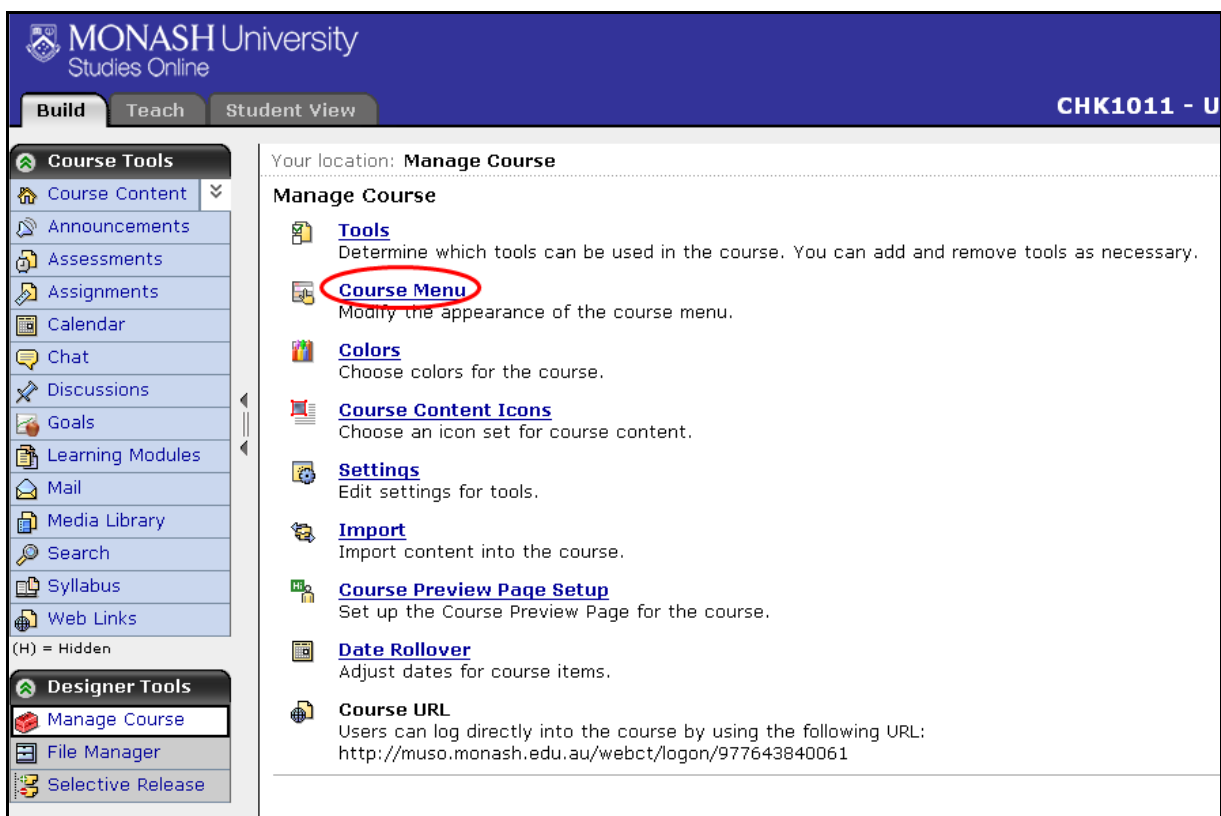 MONASH University
Studies Online
Build Teach Student View
CHK1011 - U
Course Tools
Course Content
Announcements
Assessments
Assignments
Calendar
Chat
Discussions
Goals
Learning Modules
Mail
Media Library
Search
Syllabus
Web Links
(H) = Hidden
Designer Tools
Manage Course
File Manager
Selective Release
Your location: Manage Course
Manage Course
Tools
Determine which tools can be used in the course. You can add and remove tools as necessary.
Course Menu
Modify the appearance of the course menu.
Colors
Choose colors for the course.
Course Content Icons
Choose an icon set for course content.
Settings
Edit settings for tools.
Import
Import content into the course.
Hi
Course Preview Page Setup
Set up the Course Preview Page for the course.
Date Rollover
Adjust dates for course items.
Course URL
Users can log directly into the course by using the following URL:
http://muso.monash.edu.au/webct/logon/977643840061